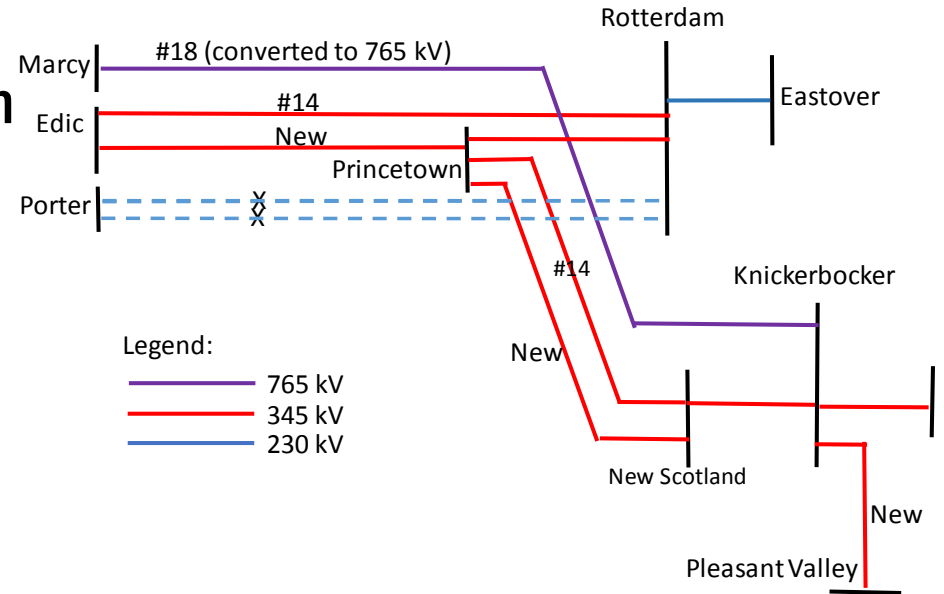 Rotterdam
Marcy
#18 (converted to 765 kV)
Eastover
#14
Edic
New
Princetown
Porter
X
X
#14
Knickerbocker
New
Legend:
765 kV
345 kV
230 kV
New Scotland
New
Pleasant Valley